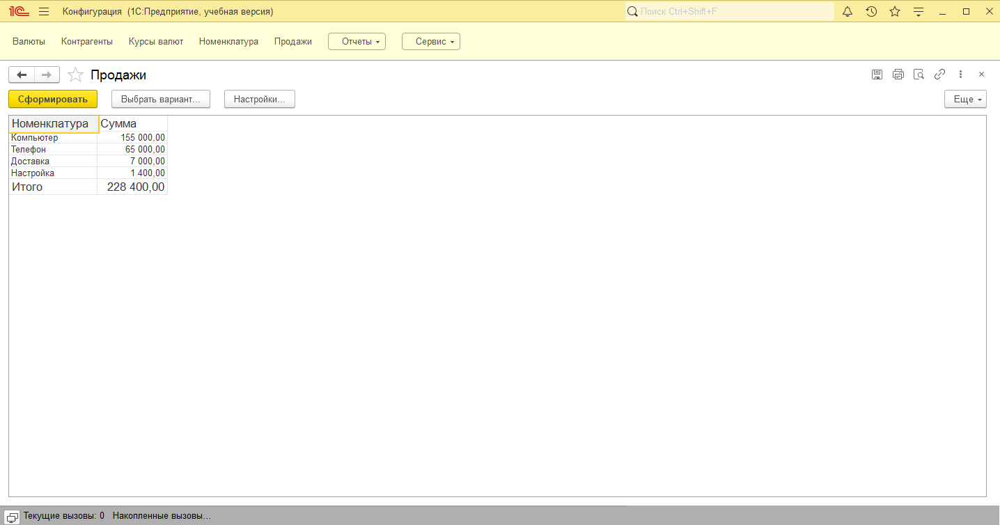 1С Конфигурация (1С:Предприятие, учебная версия) Поиск Ctrl+Shift+F
Валюты Контрагенты Курсы валют Номенклатура Продажи Отчеты Сервис
Продажи
Сформировать Выбрать вариант... Настройки... Еще
Номенклатура Сумма
Компьютер 155 000,00
Телефон 65 000,00
Доставка 7 000,00
Настройка 1 400,00
Итого 228 400,00
Текущие вызовы: 0 Накопленные вызовы...